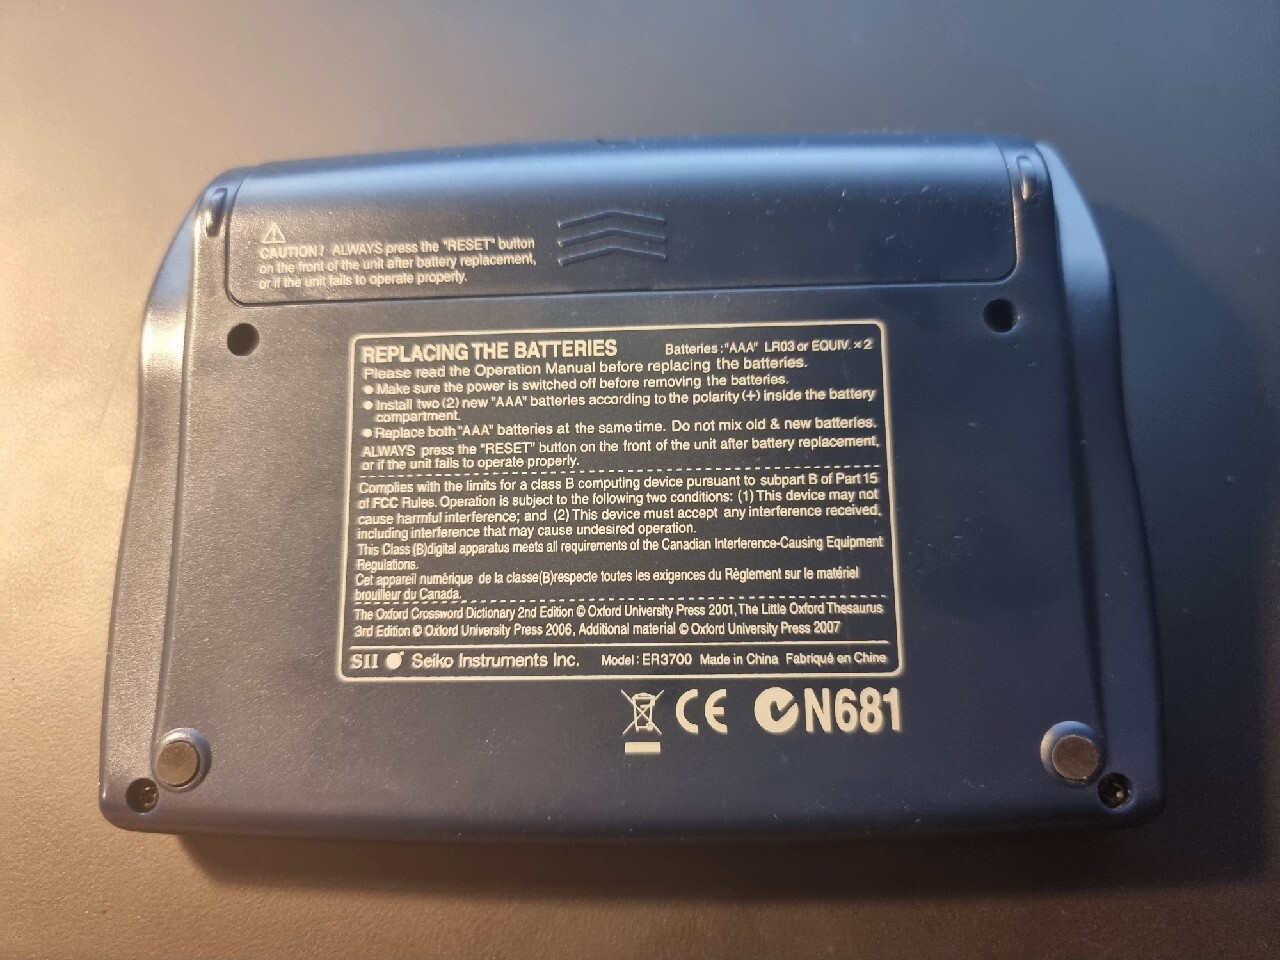 CAUTION! ALWAYS press the "RESET" button
on the front of the unit after battery replacement,
or if the unit fails to operate properly.
REPLACING THE BATTERIES Batteries:"AAA" LR03 or EQUIV. ×2
Please read the Operation Manual before replacing the batteries.
● Make sure the power is switched off before removing the batteries.
● Install two (2) new "AAA" batteries according to the polarity (+) inside the battery
compartment.
● Replace both "AAA" batteries at the same time. Do not mix old & new batteries.
ALWAYS press the "RESET" button on the front of the unit after battery replacement,
or if the unit fails to operate properly.
Complies with the limits for a class B computing device pursuant to subpart B of Part 15
of FCC Rules. Operation is subject to the following two conditions: (1) This device may not
cause harmful interference; and (2) This device must accept any interference received,
including interference that may cause undesired operation.
This Class (B)digital apparatus meets all requirements of the Canadian Interference-Causing Equipment
Regulations.
Cet appareil numérique de la classe(B)respecte toutes les exigences du Règlement sur le matériel
brouilleur du Canada.
The Oxford Crossword Dictionary 2nd Edition © Oxford University Press 2001, The Little Oxford Thesaurus
3rd Edition © Oxford University Press 2006, Additional material © Oxford University Press 2007
SII Seiko Instruments Inc. Model: ER3700 Made in China Fabriqué en Chine
CE N681